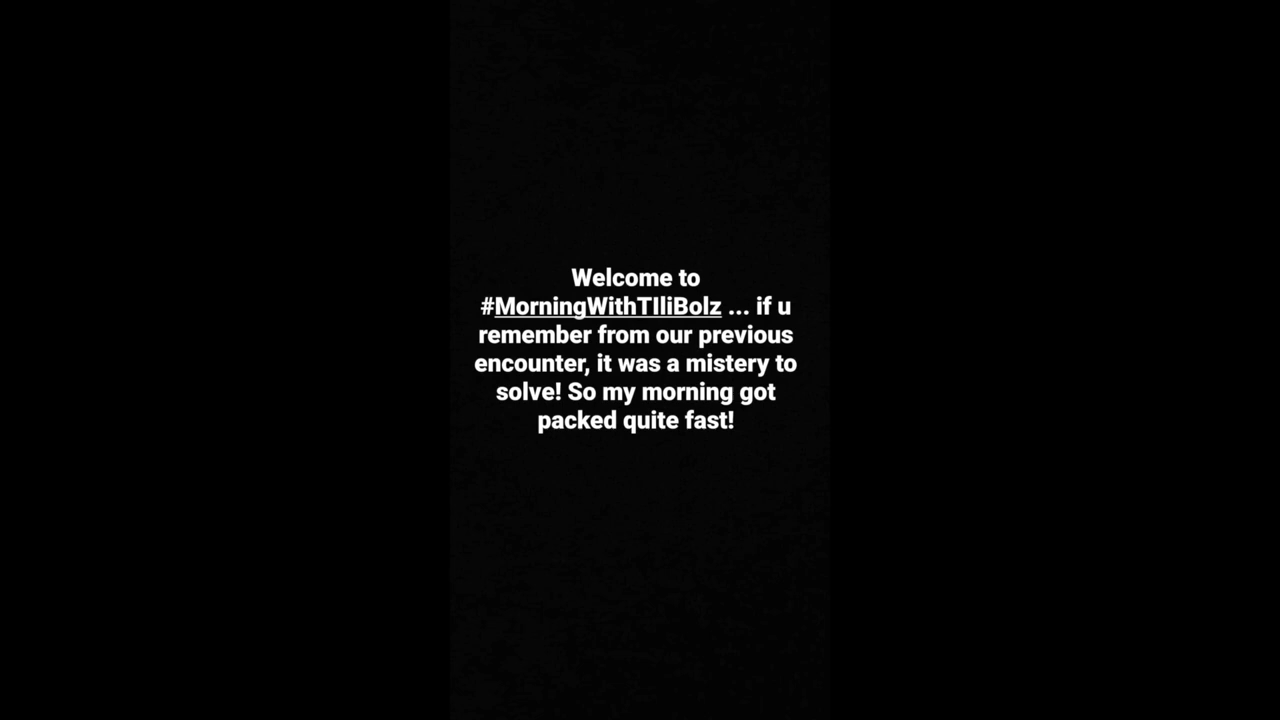 Welcome to
#MorningWithTIliBolz ... if u
remember from our previous
encounter, it was a mistery to
solve! So my morning got
packed quite fast!